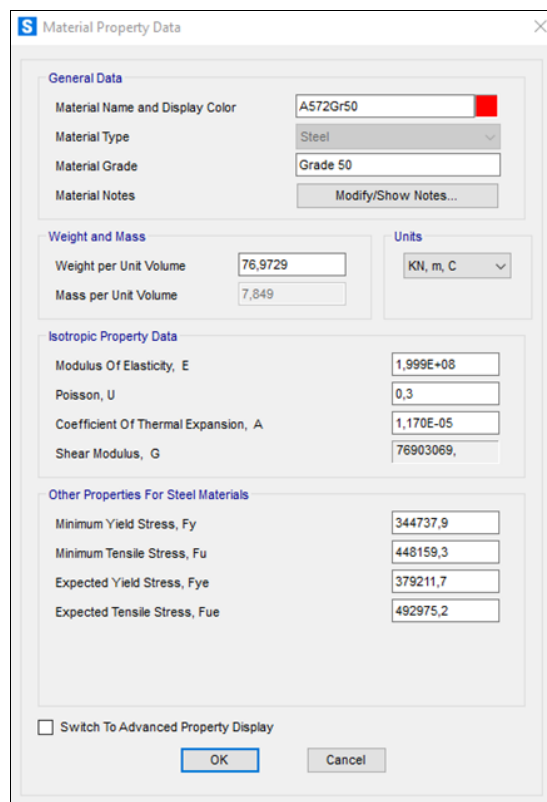 S Material Property Data
General Data
Material Name and Display Color A572Gr50
Material Type Steel
Material Grade Grade 50
Material Notes Modify/Show Notes...
Weight and Mass
Weight per Unit Volume 76,9729
Mass per Unit Volume 7,849
Units
KN, m, C
Isotropic Property Data
Modulus Of Elasticity, E 1,999E+08
Poisson, U 0,3
Coefficient Of Thermal Expansion, A 1,170E-05
Shear Modulus, G 76903069,
Other Properties For Steel Materials
Minimum Yield Stress, Fy 344737,9
Minimum Tensile Stress, Fu 448159,3
Expected Yield Stress, Fye 379211,7
Expected Tensile Stress, Fue 492975,2
Switch To Advanced Property Display
OK Cancel